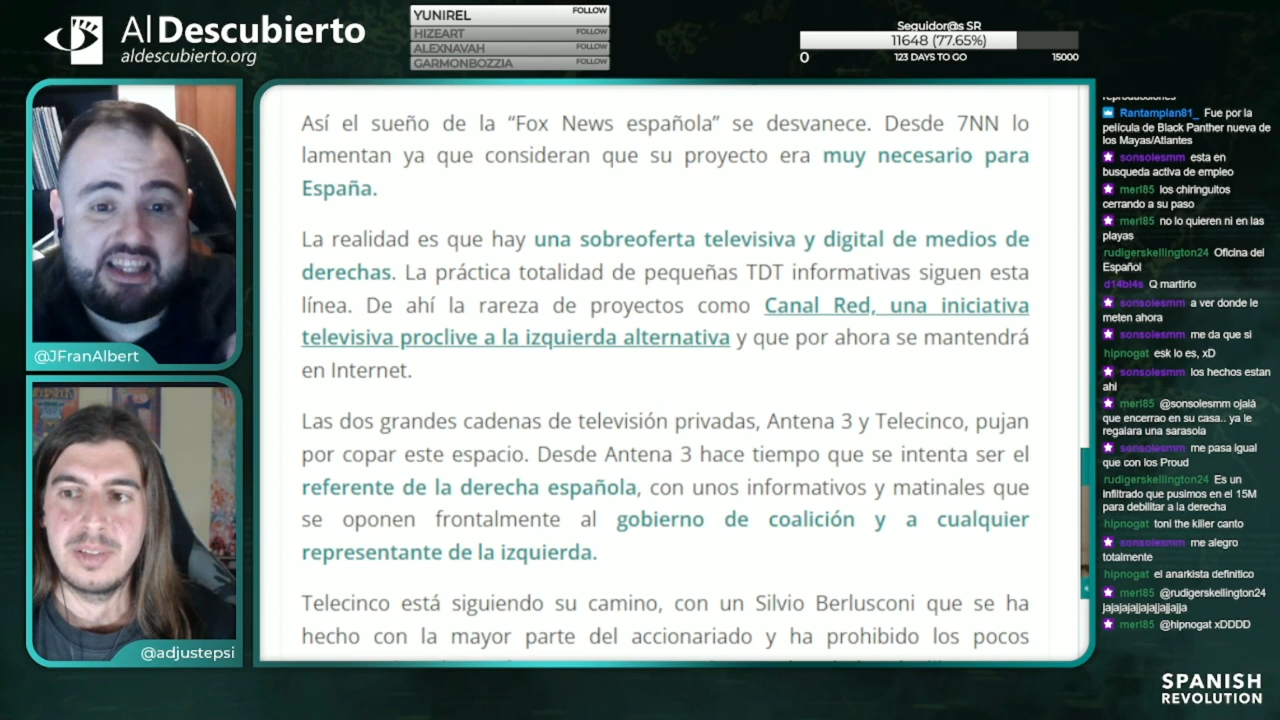 Al Descubierto
aldescubierto.org
YUNIREL FOLLOW
HIZEART FOLLOW
ALEXNAVAH FOLLOW
GARMONBOZZIA FOLLOW
Seguidor@s SR
11648 (77.65%)
0 123 DAYS TO GO 15000
@JFranAlbert
@adjustepsi
Así el sueño de la “Fox News española” se desvanece. Desde 7NN lo
lamentan ya que consideran que su proyecto era muy necesario para
España.
La realidad es que hay una sobreoferta televisiva y digital de medios de
derechas. La práctica totalidad de pequeñas TDT informativas siguen esta
línea. De ahí la rareza de proyectos como Canal Red, una iniciativa
televisiva proclive a la izquierda alternativa y que por ahora se mantendrá
en Internet.
Las dos grandes cadenas de televisión privadas, Antena 3 y Telecinco, pujan
por copar este espacio. Desde Antena 3 hace tiempo que se intenta ser el
referente de la derecha española, con unos informativos y matinales que
se oponen frontalmente al gobierno de coalición y a cualquier
representante de la izquierda.
Telecinco está siguiendo su camino, con un Silvio Berlusconi que se ha
hecho con la mayor parte del accionariado y ha prohibido los pocos
Rantamplan81_ Fue por la
película de Black Panther nueva de
los Mayas/Atlantes
sonsolesmm esta en
busqueda activa de empleo
merl85 los chiringuitos
cerrando a su paso
merl85 no lo quieren ni en las
playas
rudigerskellington24 Oficina del
Español
d14bl4s Q martirio
sonsolesmm a ver donde le
meten ahora
sonsolesmm me da que si
hipnogat esk lo es, xD
sonsolesmm los hechos estan
ahi
merl85 @sonsolesmm ojalá
que encerrao en su casa.. ya le
regalara una sarasola
sonsolesmm me pasa igual
que con los Proud
rudigerskellington24 Es un
infiltrado que pusimos en el 15M
para debilitar a la derecha
hipnogat toni the killer canto
sonsolesmm me alegro
totalmente
hipnogat el anarkista definitico
merl85 @rudigerskellington24
jajajajajjajajjajjajja
merl85 @hipnogat xDDDD
SPANISH
REVOLUTION